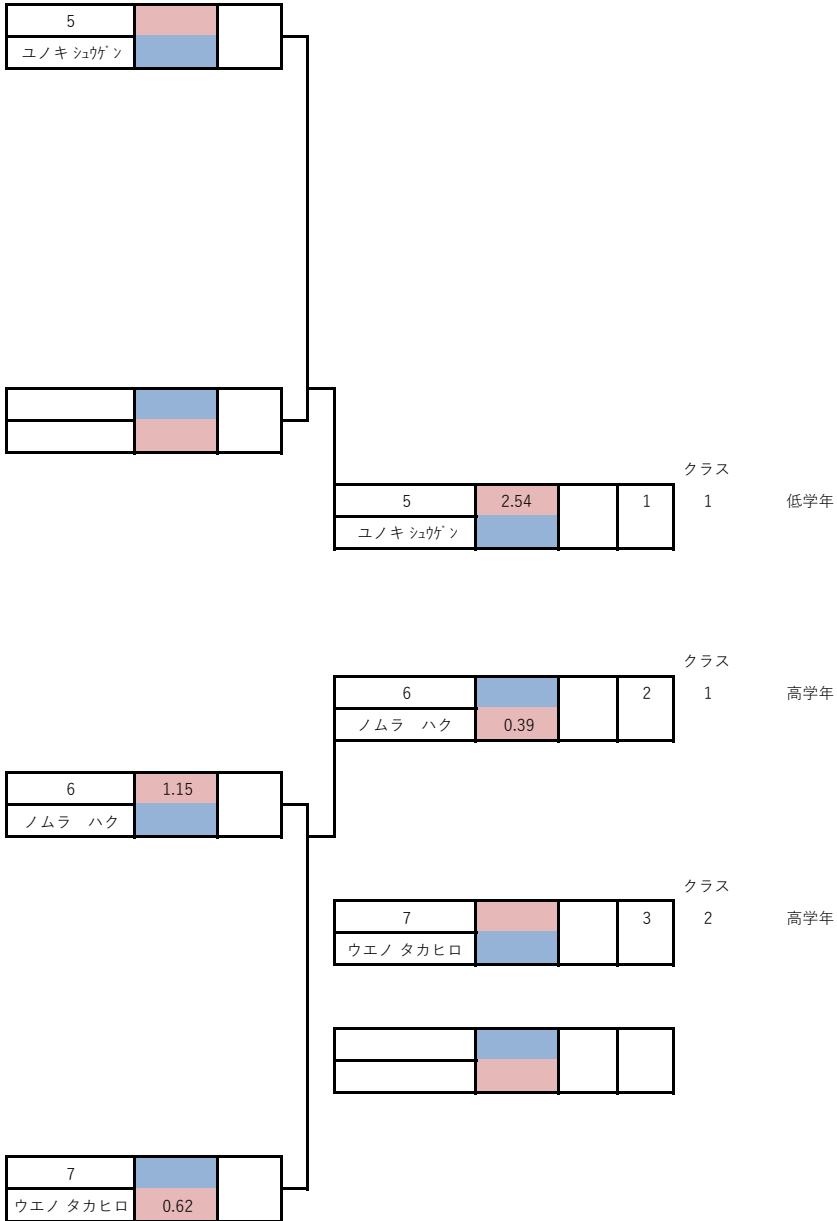 5
ユノキ ｼｭｳｹﾞﾝ
クラス
5 2.54 1 1 低学年
ユノキ ｼｭｳｹﾞﾝ
クラス
6 2 1 高学年
ノムラ　ハク 0.39
6 1.15
ノムラ　ハク
クラス
7 3 2 高学年
ウエノ タカヒロ
7
ウエノ タカヒロ 0.62